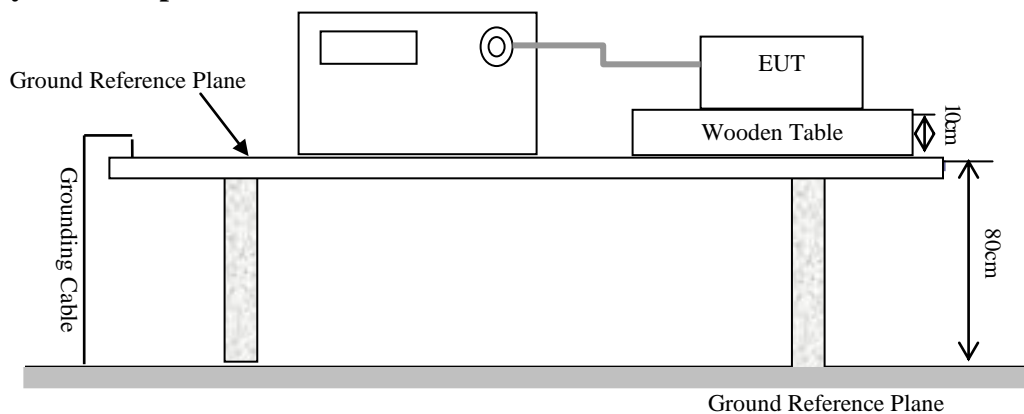 EUT
Ground Reference Plane
10cm
Wooden Table
Grounding Cable
80cm
Ground Reference Plane